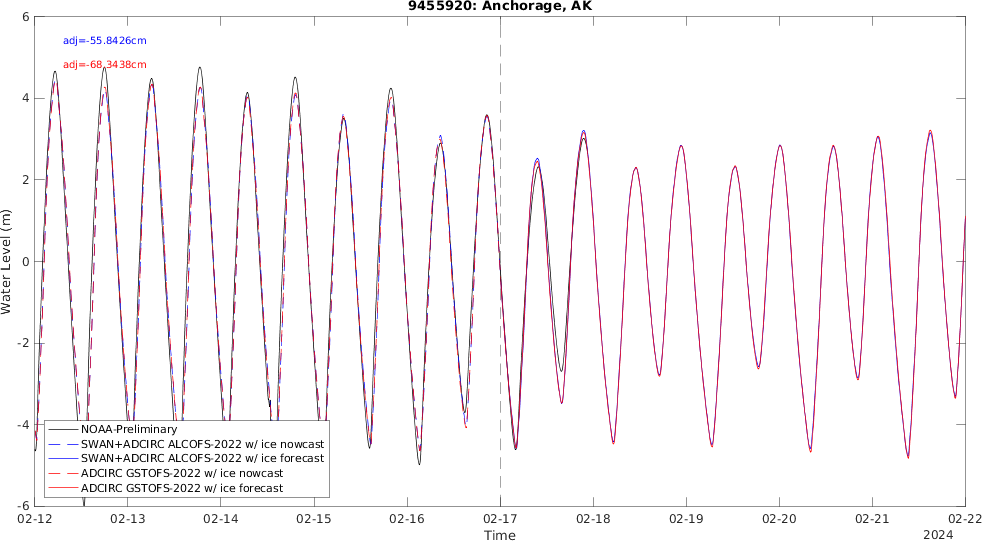 9455920: Anchorage, AK
adj=-55.8426cm
adj=-68.3438cm
6
4
2
0
-2
-4
-6
Water Level (m)
NOAA-Preliminary
SWAN+ADCIRC ALCOFS-2022 w/ ice nowcast
SWAN+ADCIRC ALCOFS-2022 w/ ice forecast
ADCIRC GSTOFS-2022 w/ ice nowcast
ADCIRC GSTOFS-2022 w/ ice forecast
02-12 02-13 02-14 02-15 02-16 02-17 02-18 02-19 02-20 02-21 02-22
Time
2024